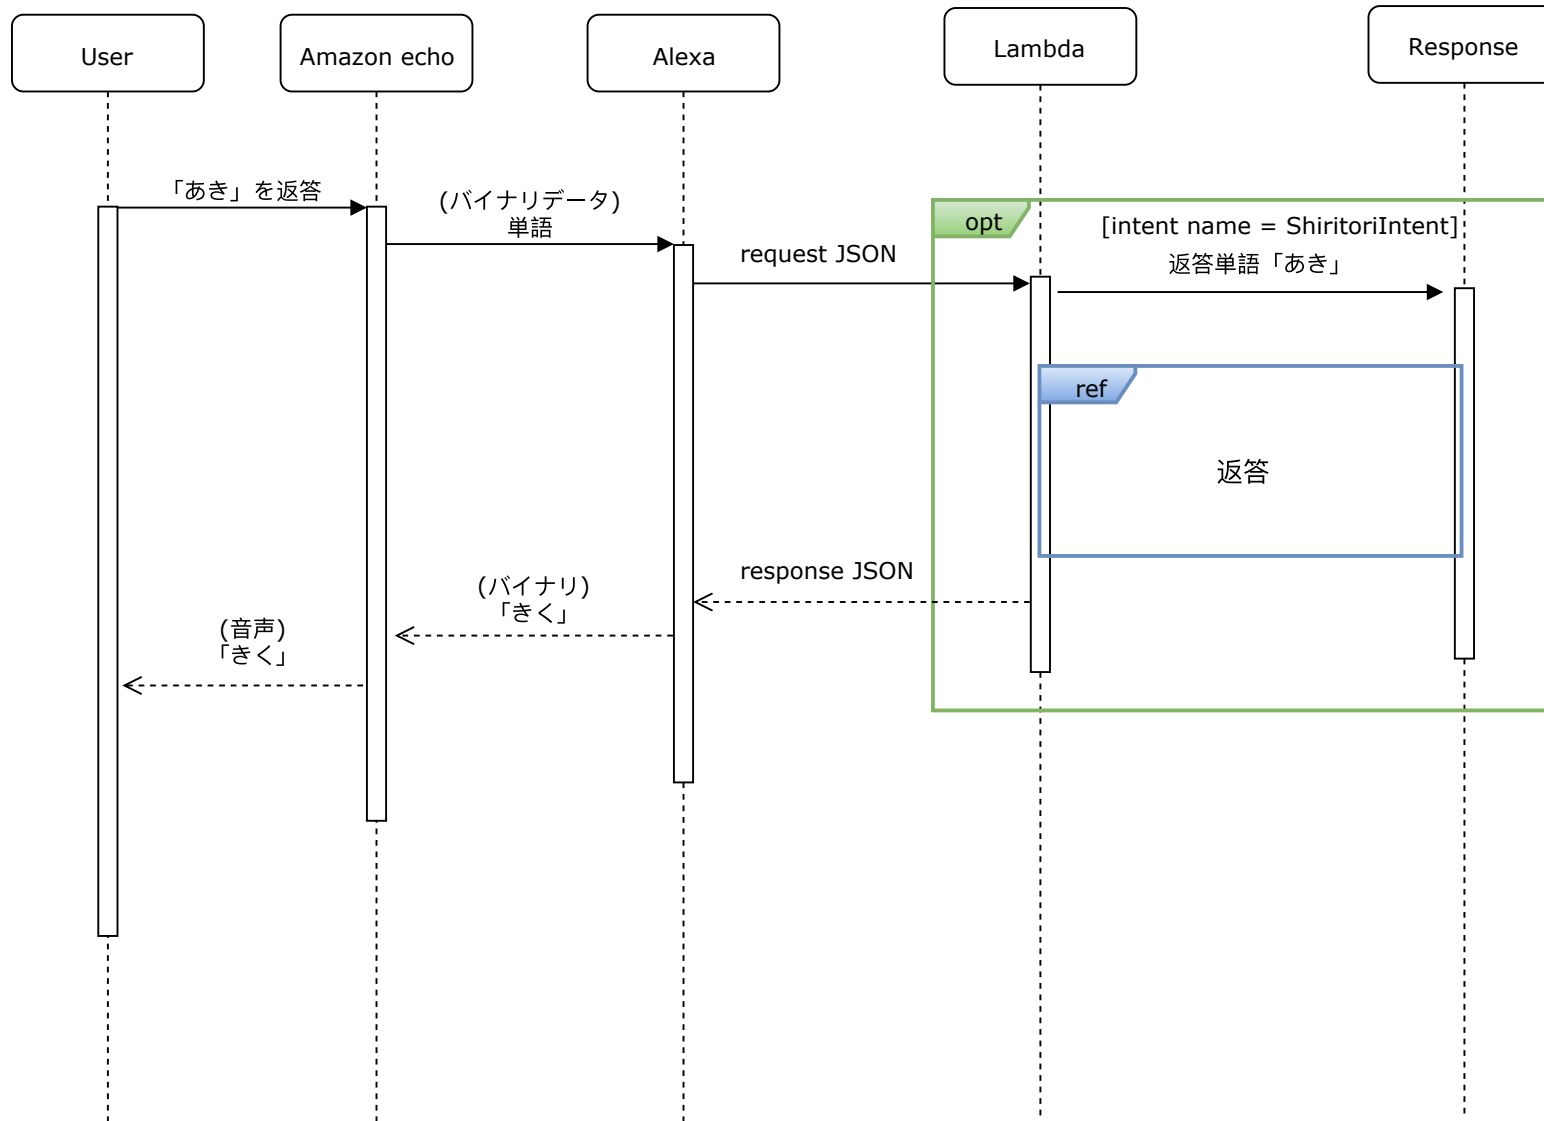 User
Amazon echo
Alexa
Lambda
Response
「あき」を返答
(バイナリデータ)
単語
request JSON
opt
[intent name = ShiritoriIntent]
返答単語「あき」
ref
返答
response JSON
(バイナリ)
「きく」
(音声)
「きく」